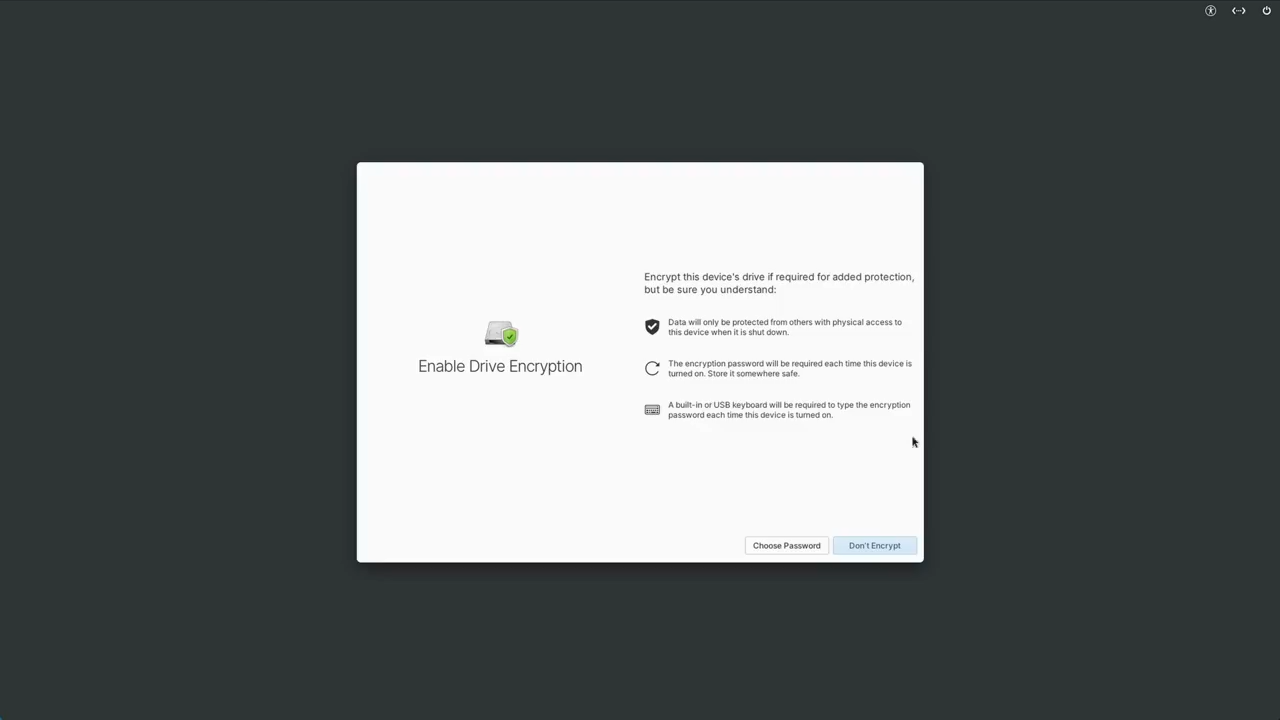 Encrypt this device's drive if required for added protection,
but be sure you understand:
Data will only be protected from others with physical access to
this device when it is shut down.
Enable Drive Encryption
The encryption password will be required each time this device is
turned on. Store it somewhere safe.
A built-in or USB keyboard will be required to type the encryption
password each time this device is turned on.
Choose Password
Don't Encrypt